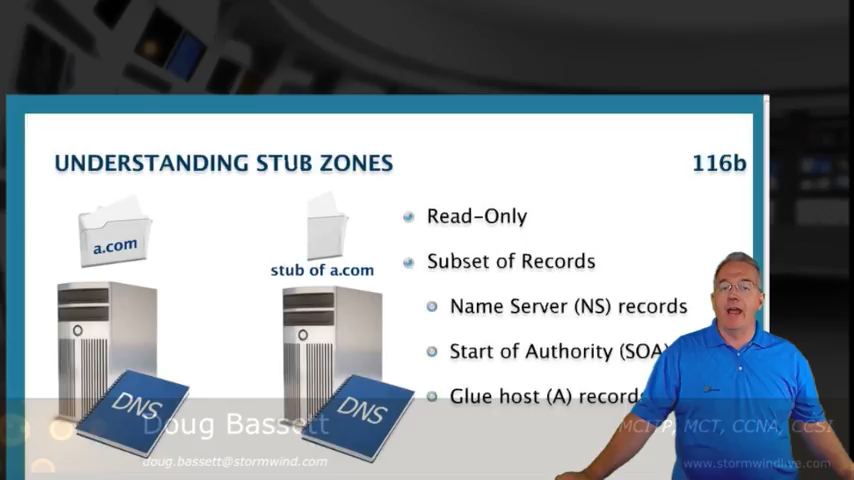 UNDERSTANDING STUB ZONES
116b
a.com
stub of a.com
Read-Only
Subset of Records
Name Server (NS) records
Start of Authority (SOA)
Glue host (A) records
DNS
DNS
Doug Bassett
MCITP, MCT, CCNA, CCSI
doug.bassett@stormwind.com
www.stormwindlive.com